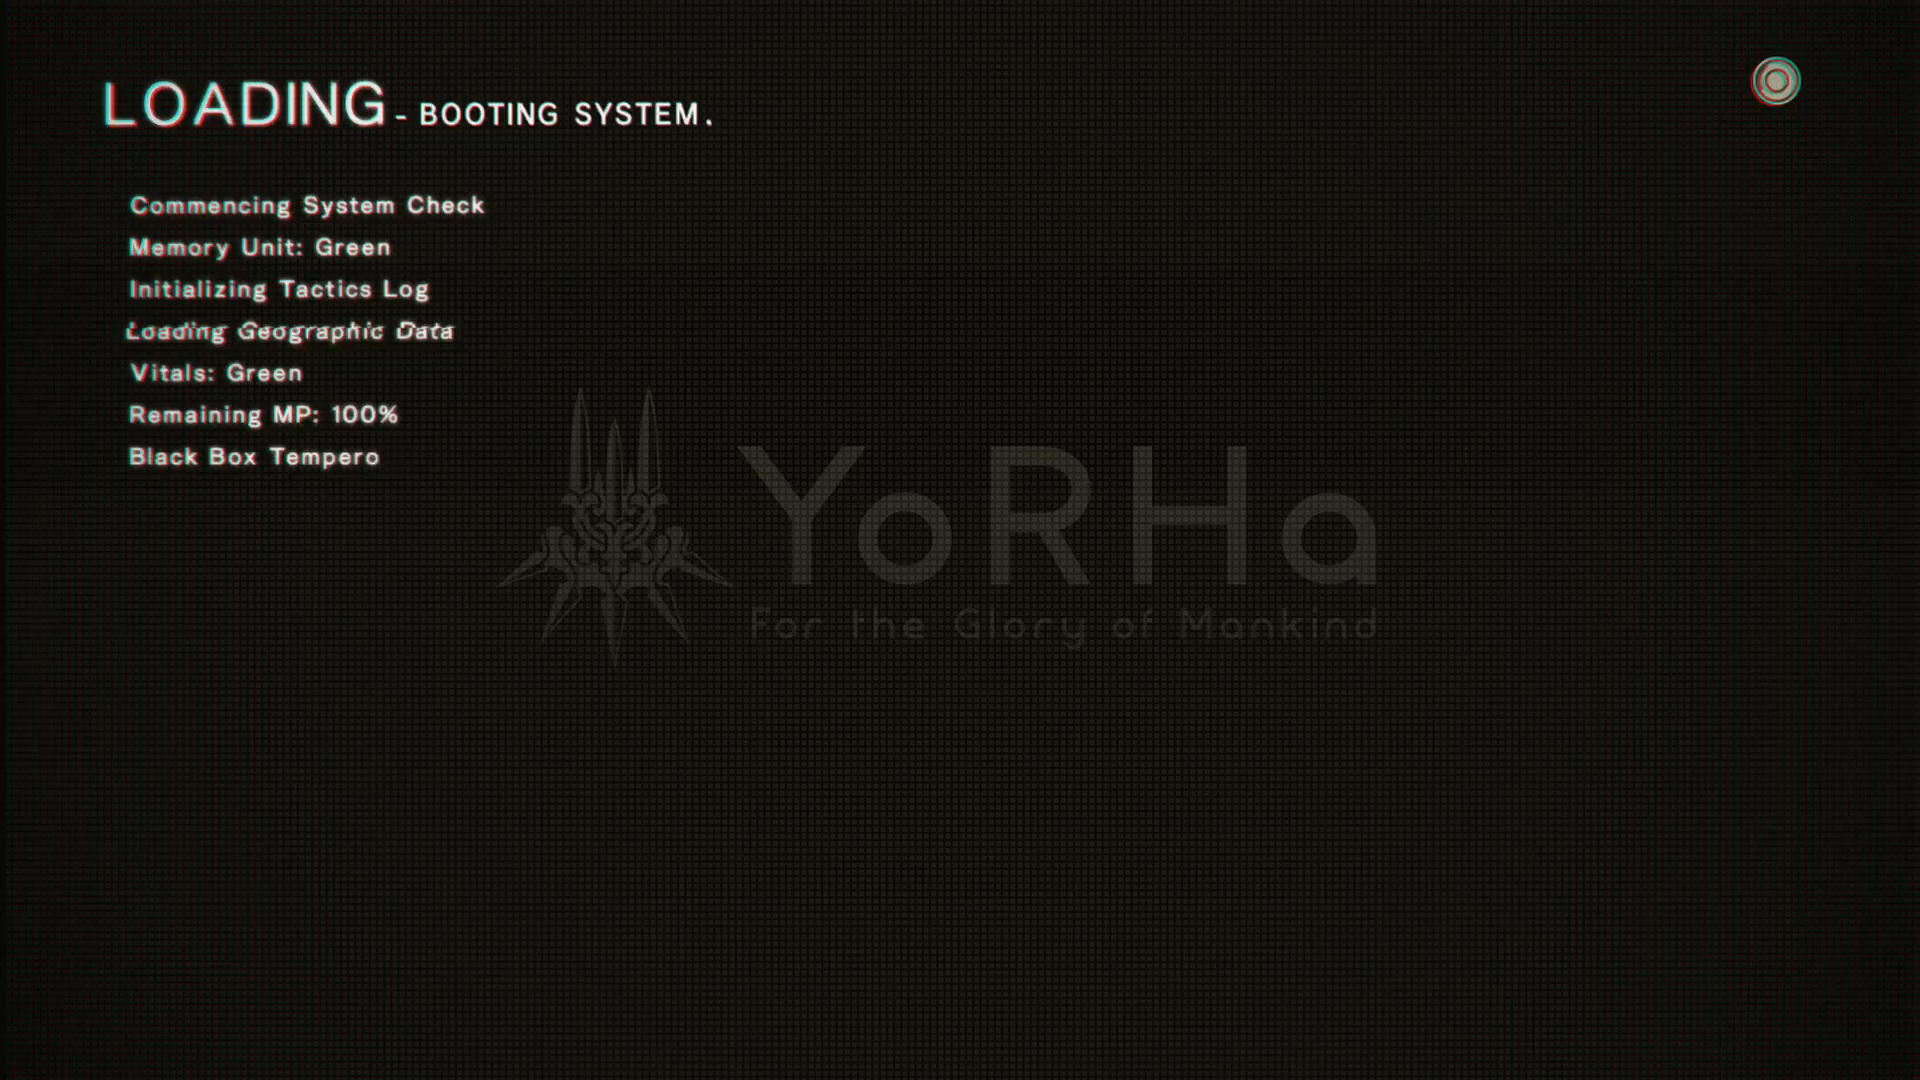 LOADING - BOOTING SYSTEM.
Commencing System Check
Memory Unit: Green
Initializing Tactics Log
Loading Geographic Data
Vitals: Green
Remaining MP: 100%
Black Box Tempero
YoRHa
For the Glory of Mankind